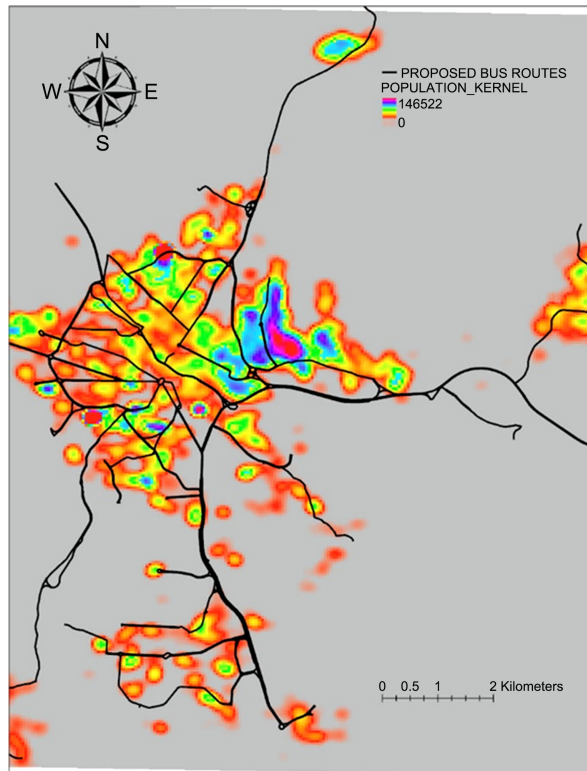 N
W E
S
PROPOSED BUS ROUTES
POPULATION_KERNEL
146522
0
0 0.5 1 2 Kilometers